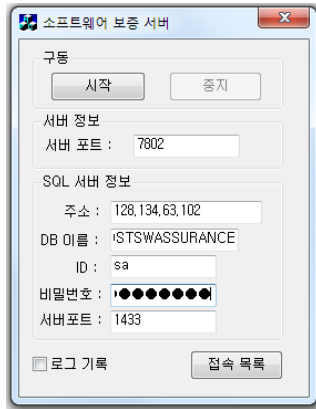 소프트웨어 보증 서버
구동
시작 중지
서버 정보
서버 포트 : 7802
SQL 서버 정보
주소 : 128,134,63,102
DB 이름 : STSWASSURANCE
ID : sa
비밀번호 : ●●●●●●●
서버포트 : 1433
로그 기록 접속 목록